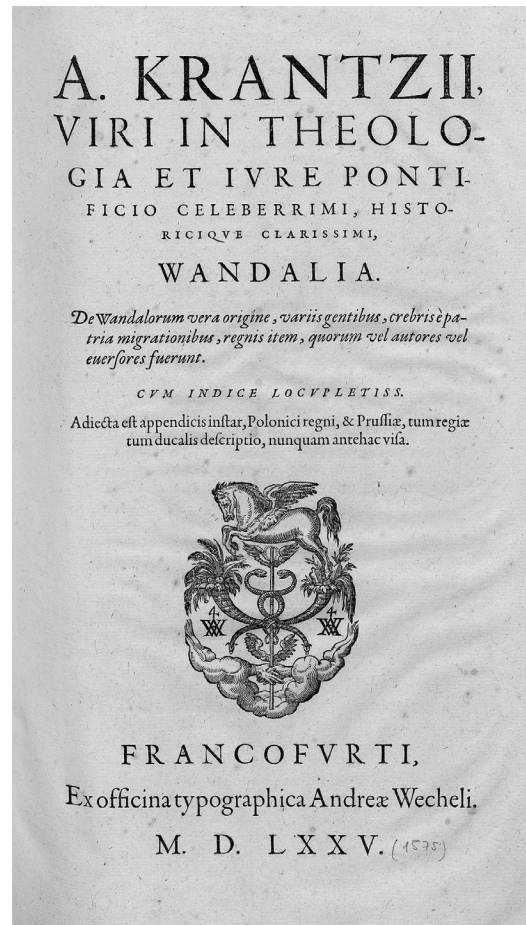 A. KRANTZII,
VIRI IN THEOLO-
GIA ET IVRE PONTI-
FICIO CELEBERRIMI, HISTO-
RICIQVE CLARISSIMI,
WANDALIA.
De Wandalorum vera origine, variis gentibus, crebris è pa-
tria migrationibus, regnis item, quorum vel autores vel
euersores fuerunt.
CVM INDICE LOCVPLETISS.
Adiecta est appendicis instar, Polonici regni, & Prussiæ, tum regiæ
tum ducalis descriptio, nunquam antehac visa.
FRANCOFVRTI,
Ex officina typographica Andreæ Wecheli.
M. D. LXXV. (1575)